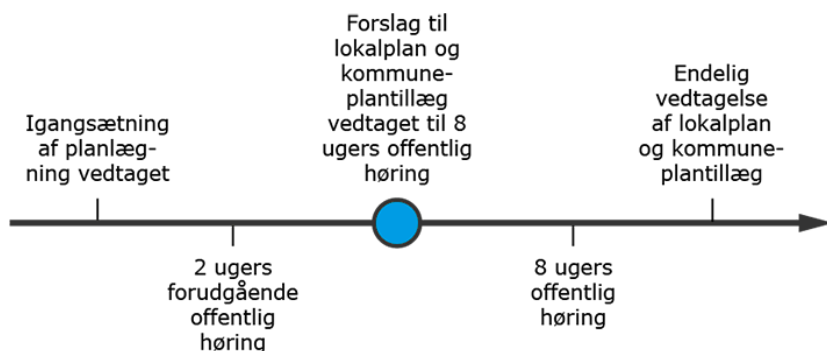 Igangsætning
af planlæg-
ning vedtaget
2 ugers
forudgående
offentlig
høring
Forslag til
lokalplan og
kommune-
plantillæg
vedtaget til 8
ugers offentlig
høring
8 ugers
offentlig
høring
Endelig
vedtagelse
af lokalplan
og kommune-
plantillæg